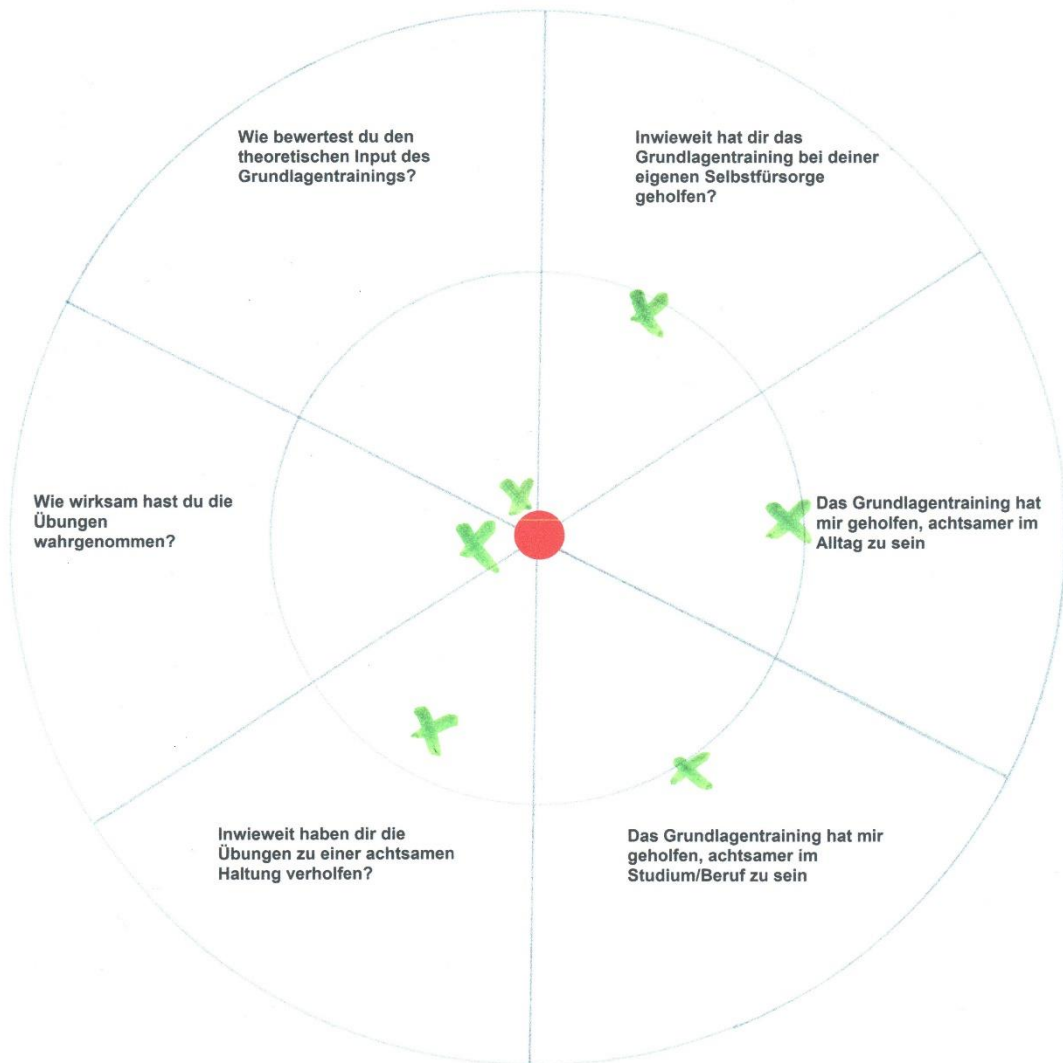 Wie bewertest du den
theoretischen Input des
Grundlagentrainings?
Inwieweit hat dir das
Grundlagentraining bei deiner
eigenen Selbstfürsorge
geholfen?
Wie wirksam hast du die
Übungen
wahrgenommen?
Das Grundlagentraining hat
mir geholfen, achtsamer im
Alltag zu sein
Inwieweit haben dir die
Übungen zu einer achtsamen
Haltung verholfen?
Das Grundlagentraining hat mir
geholfen, achtsamer im
Studium/Beruf zu sein